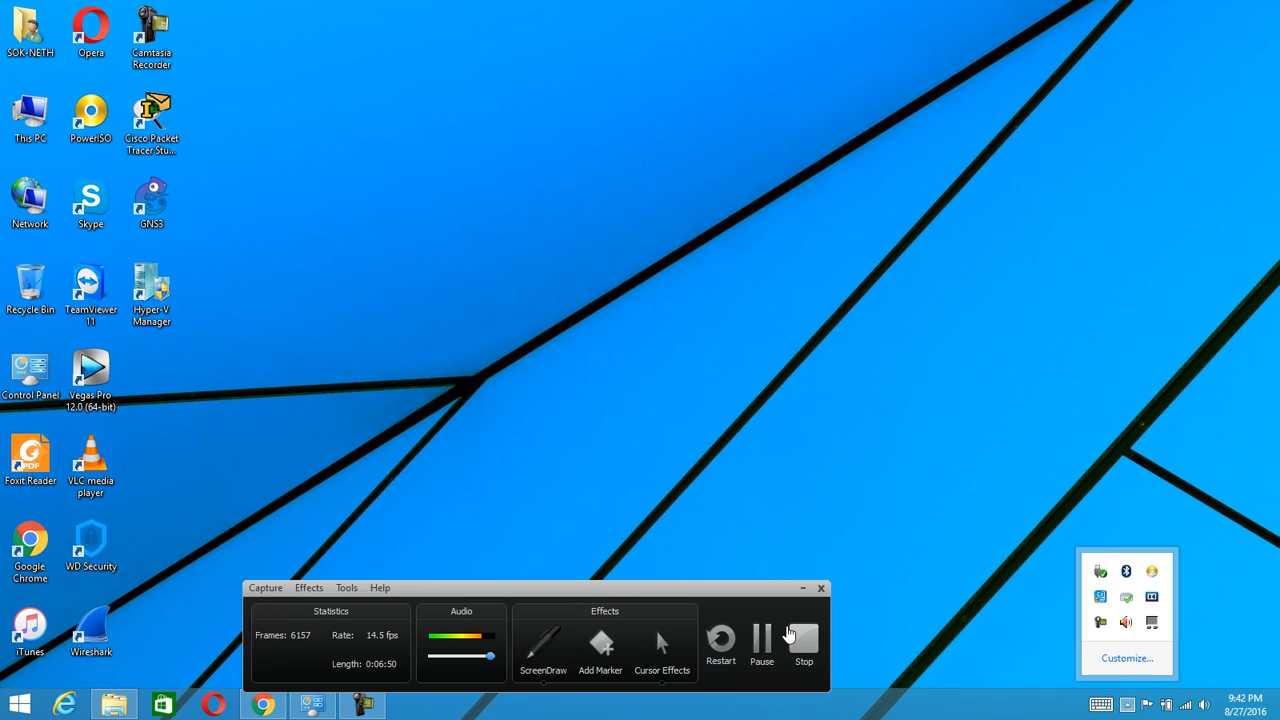 SOK-NETH
Opera
Camtasia
Recorder
This PC
PowerISO
Cisco Packet
Tracer Stu...
Network
Skype
GNS3
Recycle Bin
TeamViewer
11
Hyper-V
Manager
Control Panel
Vegas Pro
12.0 (64-bit)
Foxit Reader
VLC media
player
Google
Chrome
WD Security
iTunes
Wireshark
Capture Effects Tools Help
Statistics
Frames: 6157 Rate: 14.5 fps
Length: 0:06:50
Audio
Effects
ScreenDraw
Add Marker
Cursor Effects
Restart
Pause
Stop
Customize...
9:42 PM
8/27/2016